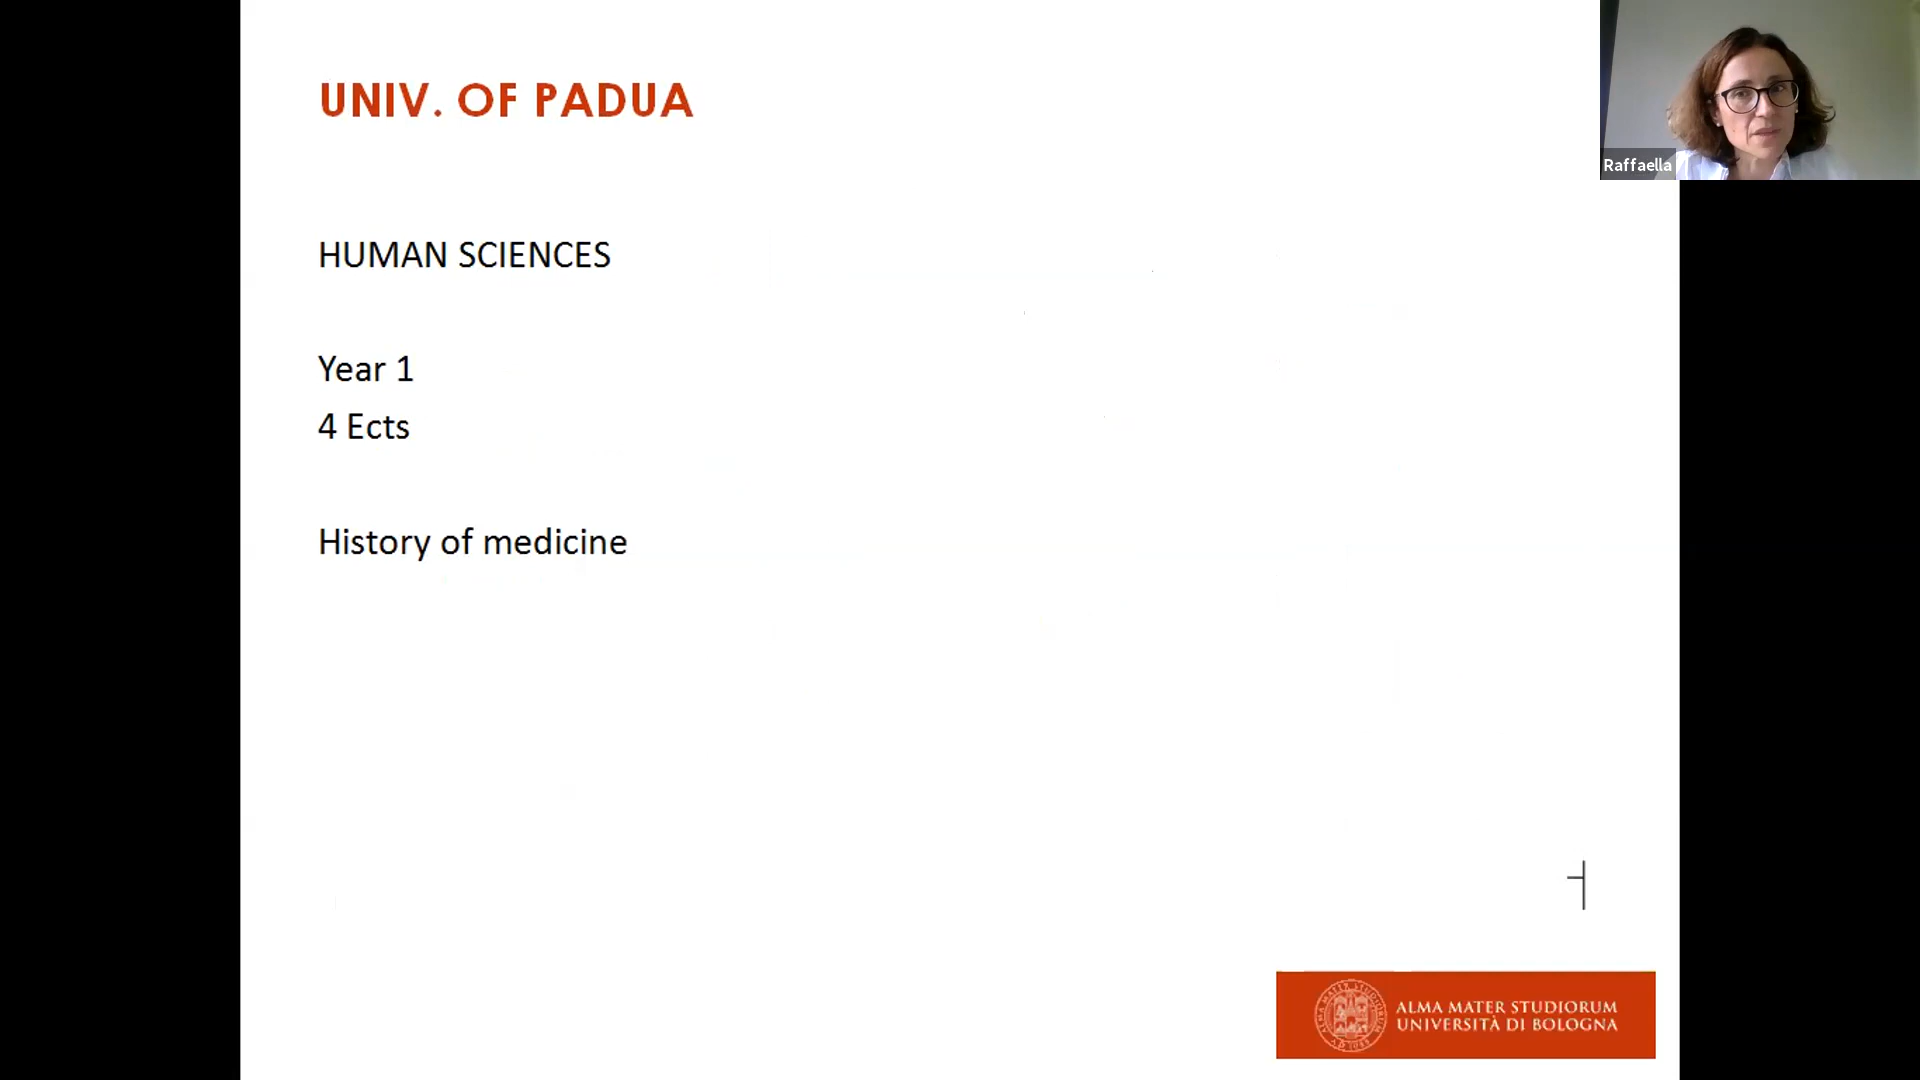 UNIV. OF PADUA
Raffaella
HUMAN SCIENCES
Year 1
4 Ects
History of medicine
ALMA MATER STUDIORUM
UNIVERSITÀ DI BOLOGNA